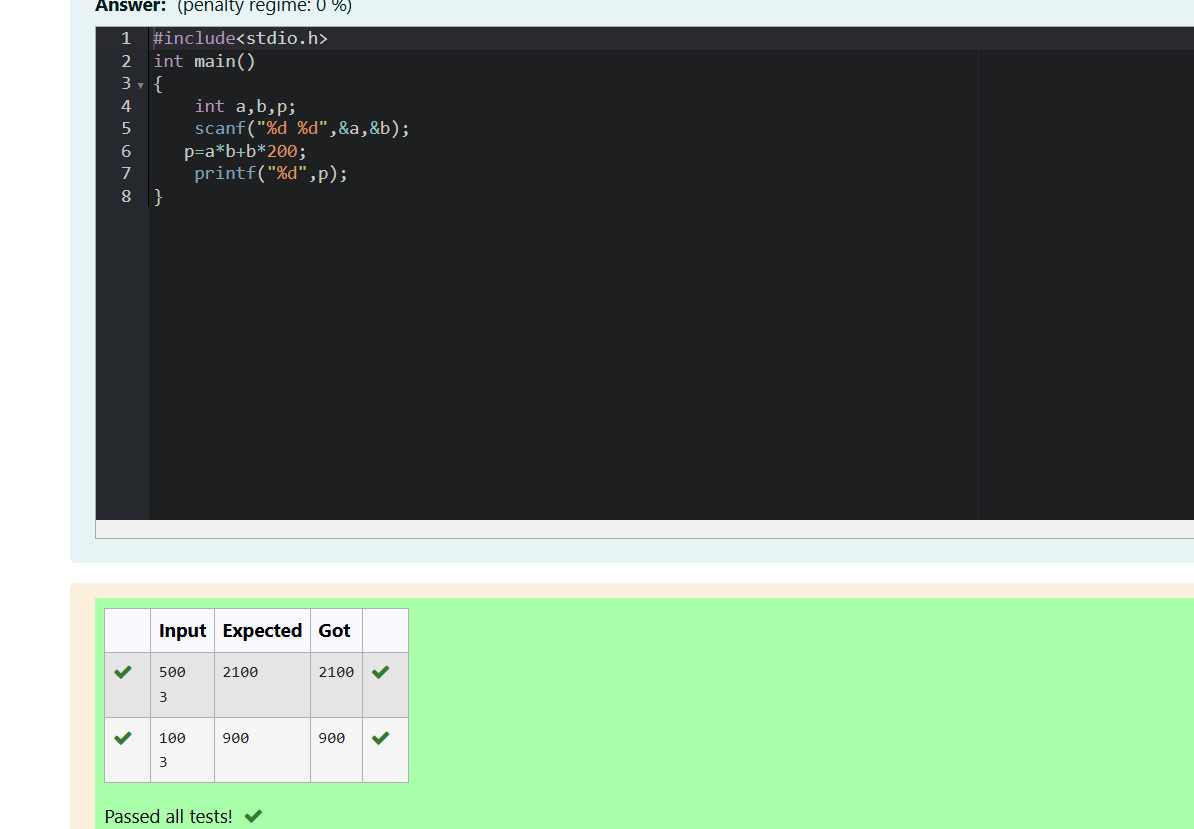 Answer: (penalty regime: 0 %)
1 #include<stdio.h>
2 int main()
3 {
4     int a,b,p;
5     scanf("%d %d",&a,&b);
6    p=a*b+b*200;
7     printf("%d",p);
8 }
Input Expected Got
500 2100 2100
3
100 900 900
3
Passed all tests!